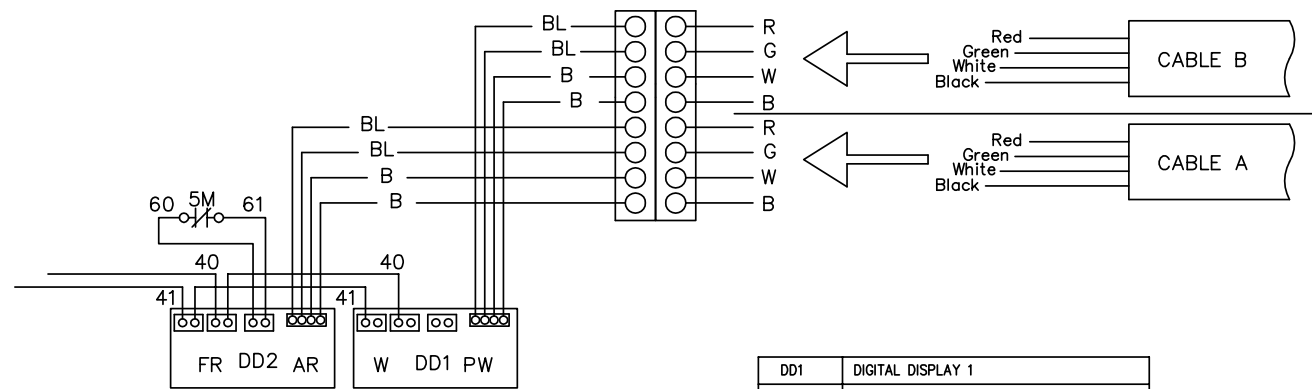 BL R
BL G
B W
B B
BL R
BL G
B W
B B
Red
Green
White
Black
CABLE B
Red
Green
White
Black
CABLE A
60 5M 61
40 40
41 41
FR DD2 AR
W DD1 PW
DD1 DIGITAL DISPLAY 1